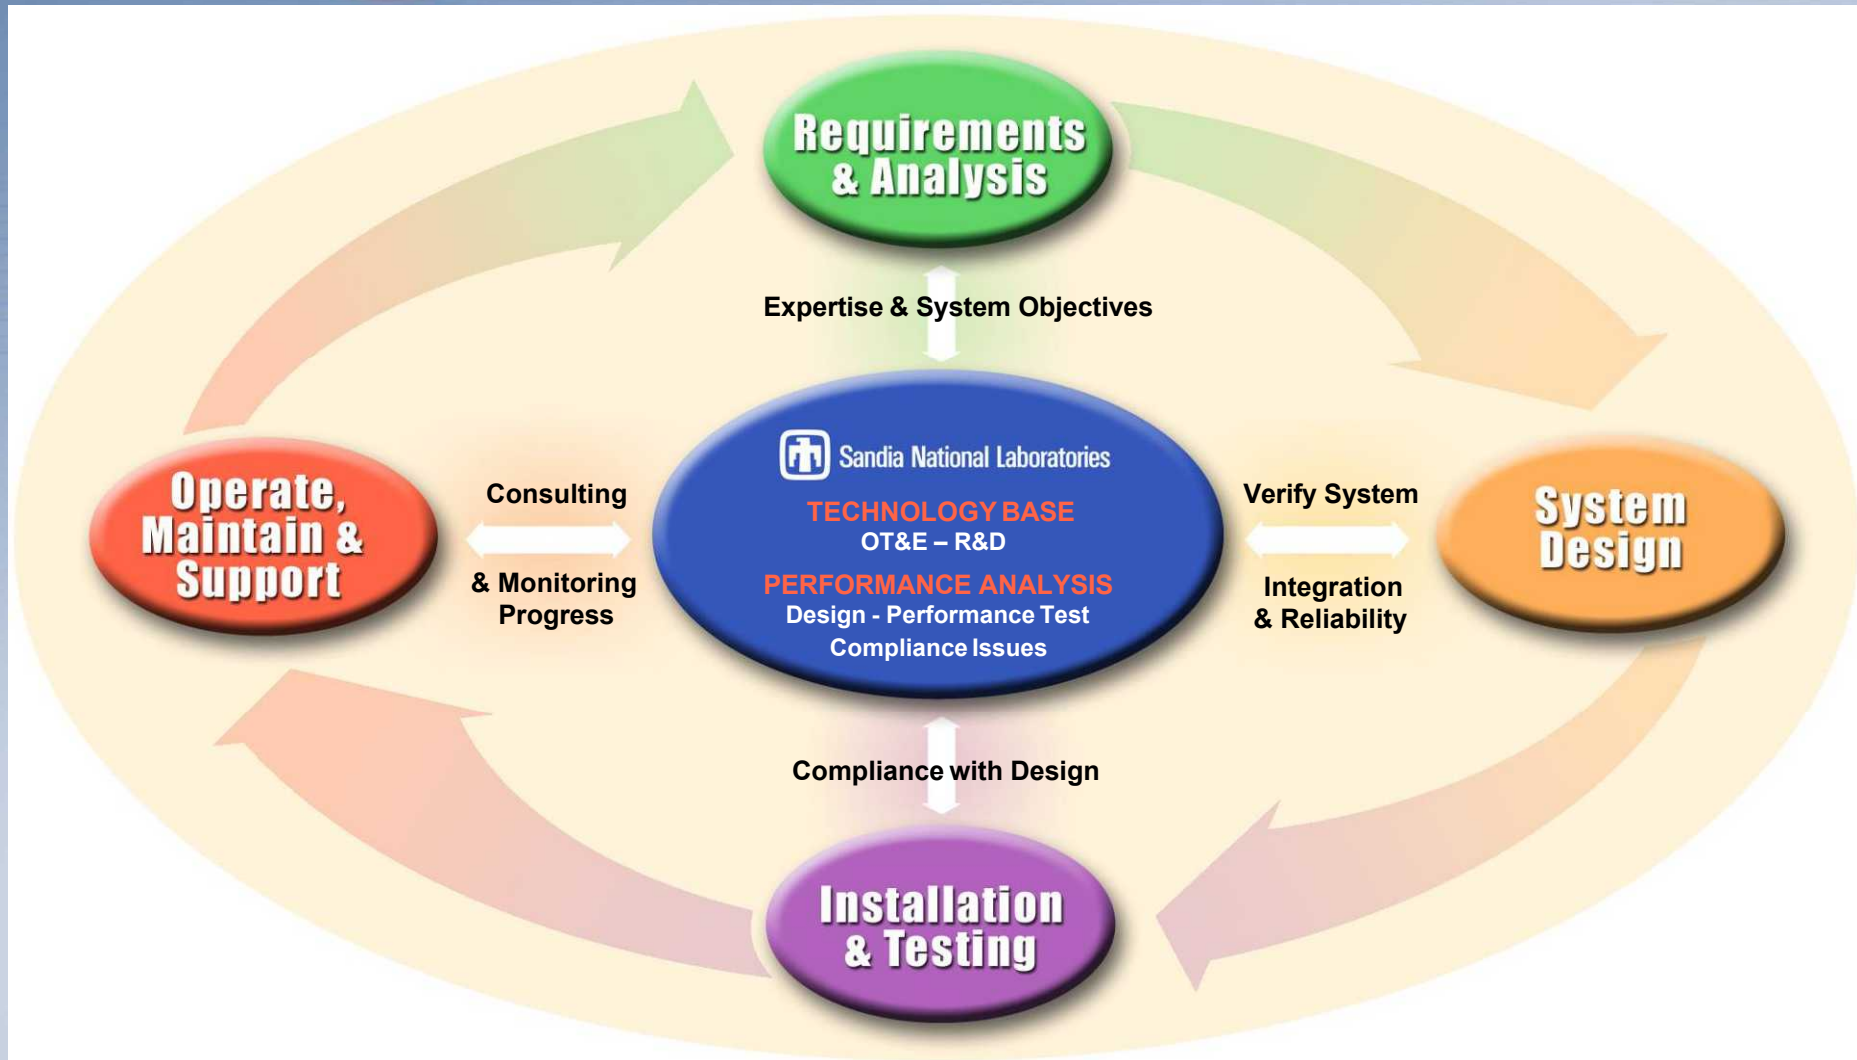 Requirements
& Analysis
Expertise & System Objectives
Operate,
Maintain &
Support
Consulting
& Monitoring
Progress
Sandia National Laboratories
TECHNOLOGY BASE
OT&E – R&D
PERFORMANCE ANALYSIS
Design - Performance Test
Compliance Issues
Verify System
Integration
& Reliability
System
Design
Compliance with Design
Installation
& Testing